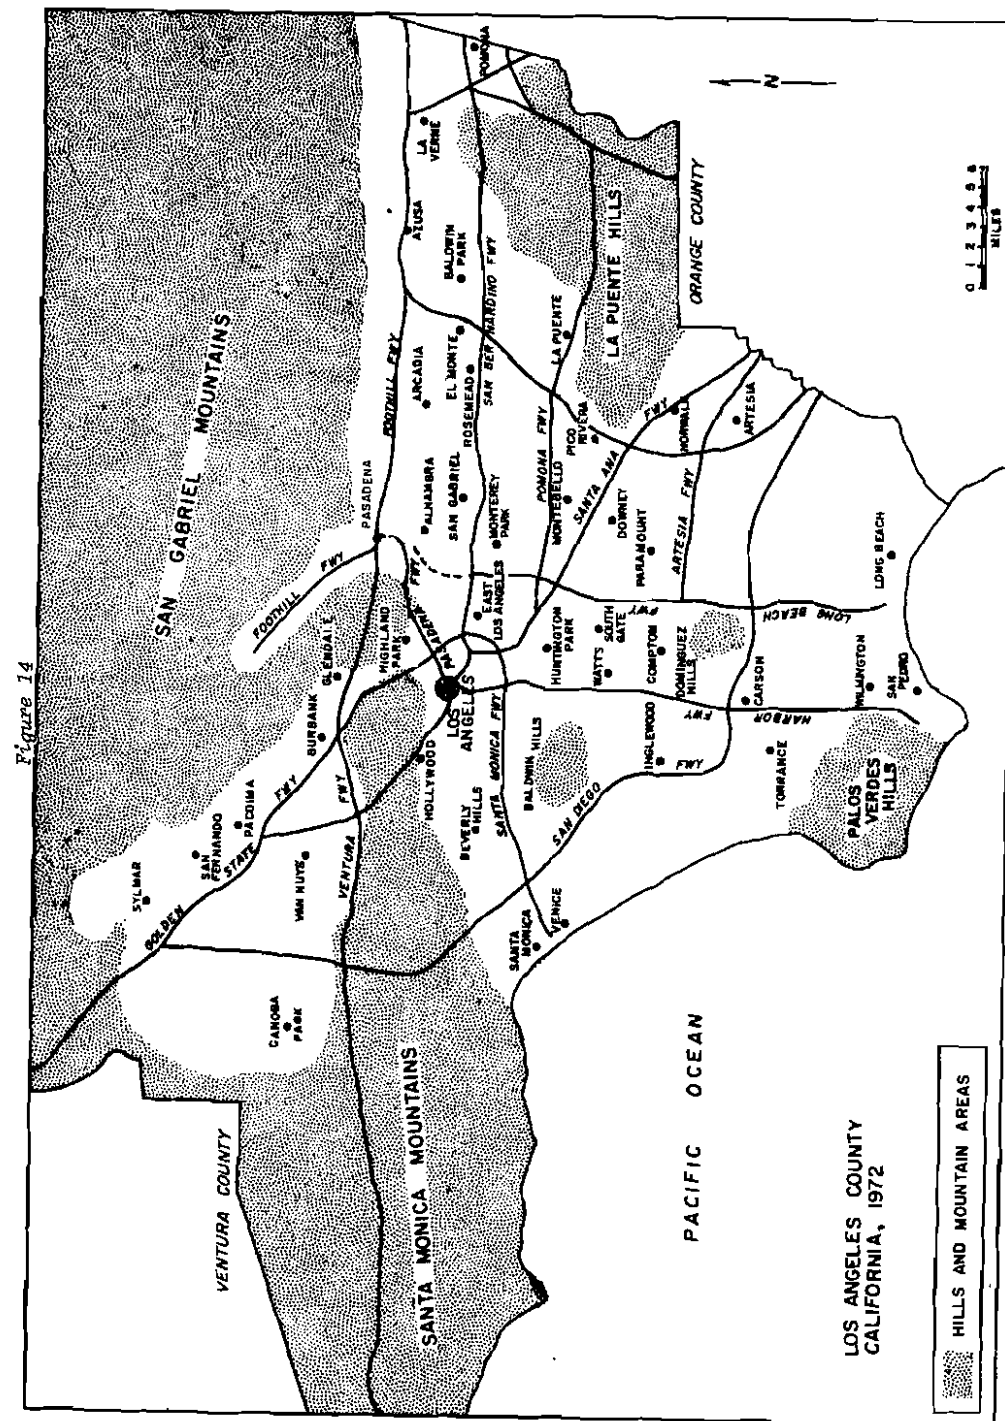 Figure 14
SAN GABRIEL MOUNTAINS
VENTURA COUNTY
SYLMAR
SAN
FERNANDO
PACOIMA
GOLDEN
STATE
FWY
CANOGA
PARK
VAN NUYS
BURBANK
GLENDALE
FOOTHILL
FWY
PASADENA
FOOTHILL FWY
VENTURA
FWY
HIGHLAND
PARK
PASADENA
FWY
ALHAMBRA
ARCADIA
AZUSA
LA
VERNE
SANTA MONICA MOUNTAINS
HOLLYWOOD
LOS
ANGELES
SAN GABRIEL
ROSEMEAD
EL MONTE
BALDWIN
PARK
POMONA
BEVERLY
HILLS
SANTA MONICA FWY
EAST
LOS ANGELES
MONTEREY
PARK
SAN BERNARDINO FWY
SANTA
MONICA
VENICE
BALDWIN HILLS
HUNTINGTON
PARK
MONTEBELLO
POMONA FWY
LA PUENTE
SAN DIEGO
FWY
WATTS
SOUTH
GATE
SANTA ANA
FWY
PICO
RIVERA
LA PUENTE HILLS
DOWNEY
INGLEWOOD
COMPTON
PARAMOUNT
NORWALK
DOMINGUEZ
HILLS
ARTESIA FWY
ARTESIA
ORANGE COUNTY
N
TORRANCE
CARSON
HARBOR
FWY
LONG BEACH
FWY
PALOS
VERDES
HILLS
WILMINGTON
SAN
PEDRO
LONG BEACH
PACIFIC OCEAN
0 1 2 3 4 5 6
MILES
LOS ANGELES COUNTY
CALIFORNIA, 1972
HILLS AND MOUNTAIN AREAS